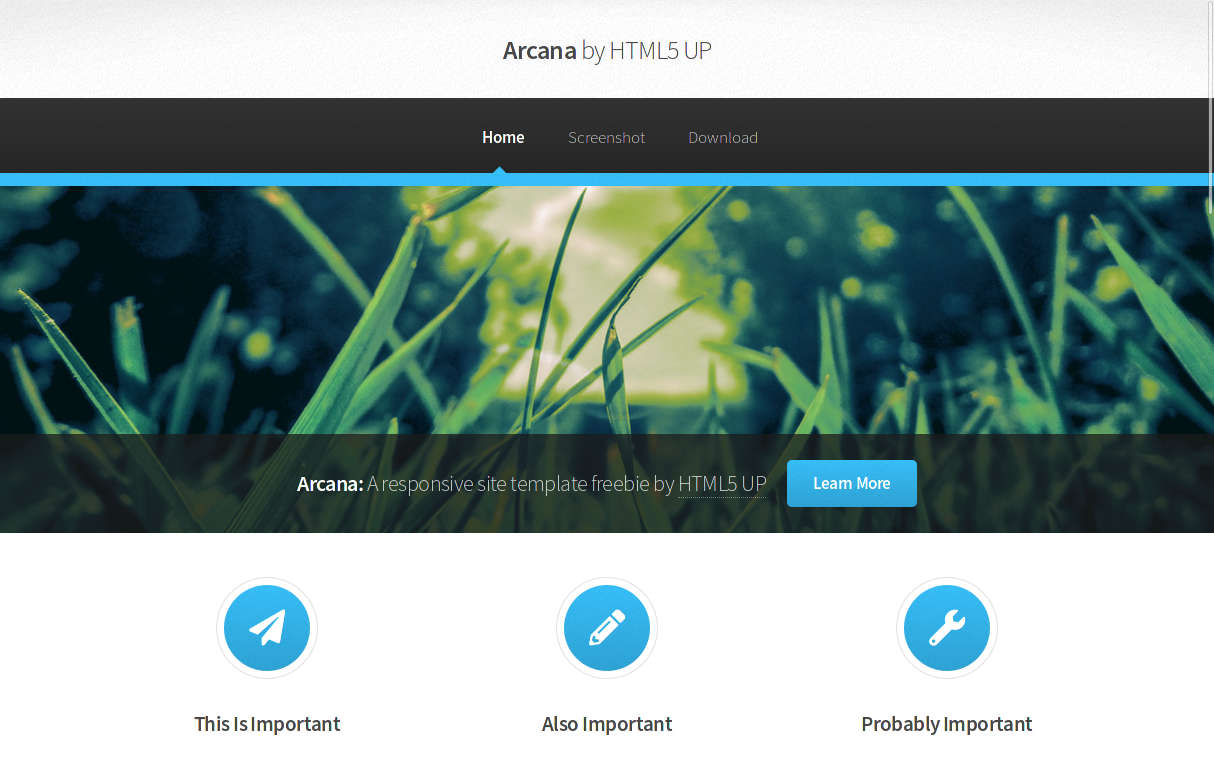 Arcana by HTML5 UP
Home Screenshot Download
Arcana: A responsive site template freebie by HTML5 UP Learn More
This Is Important Also Important Probably Important